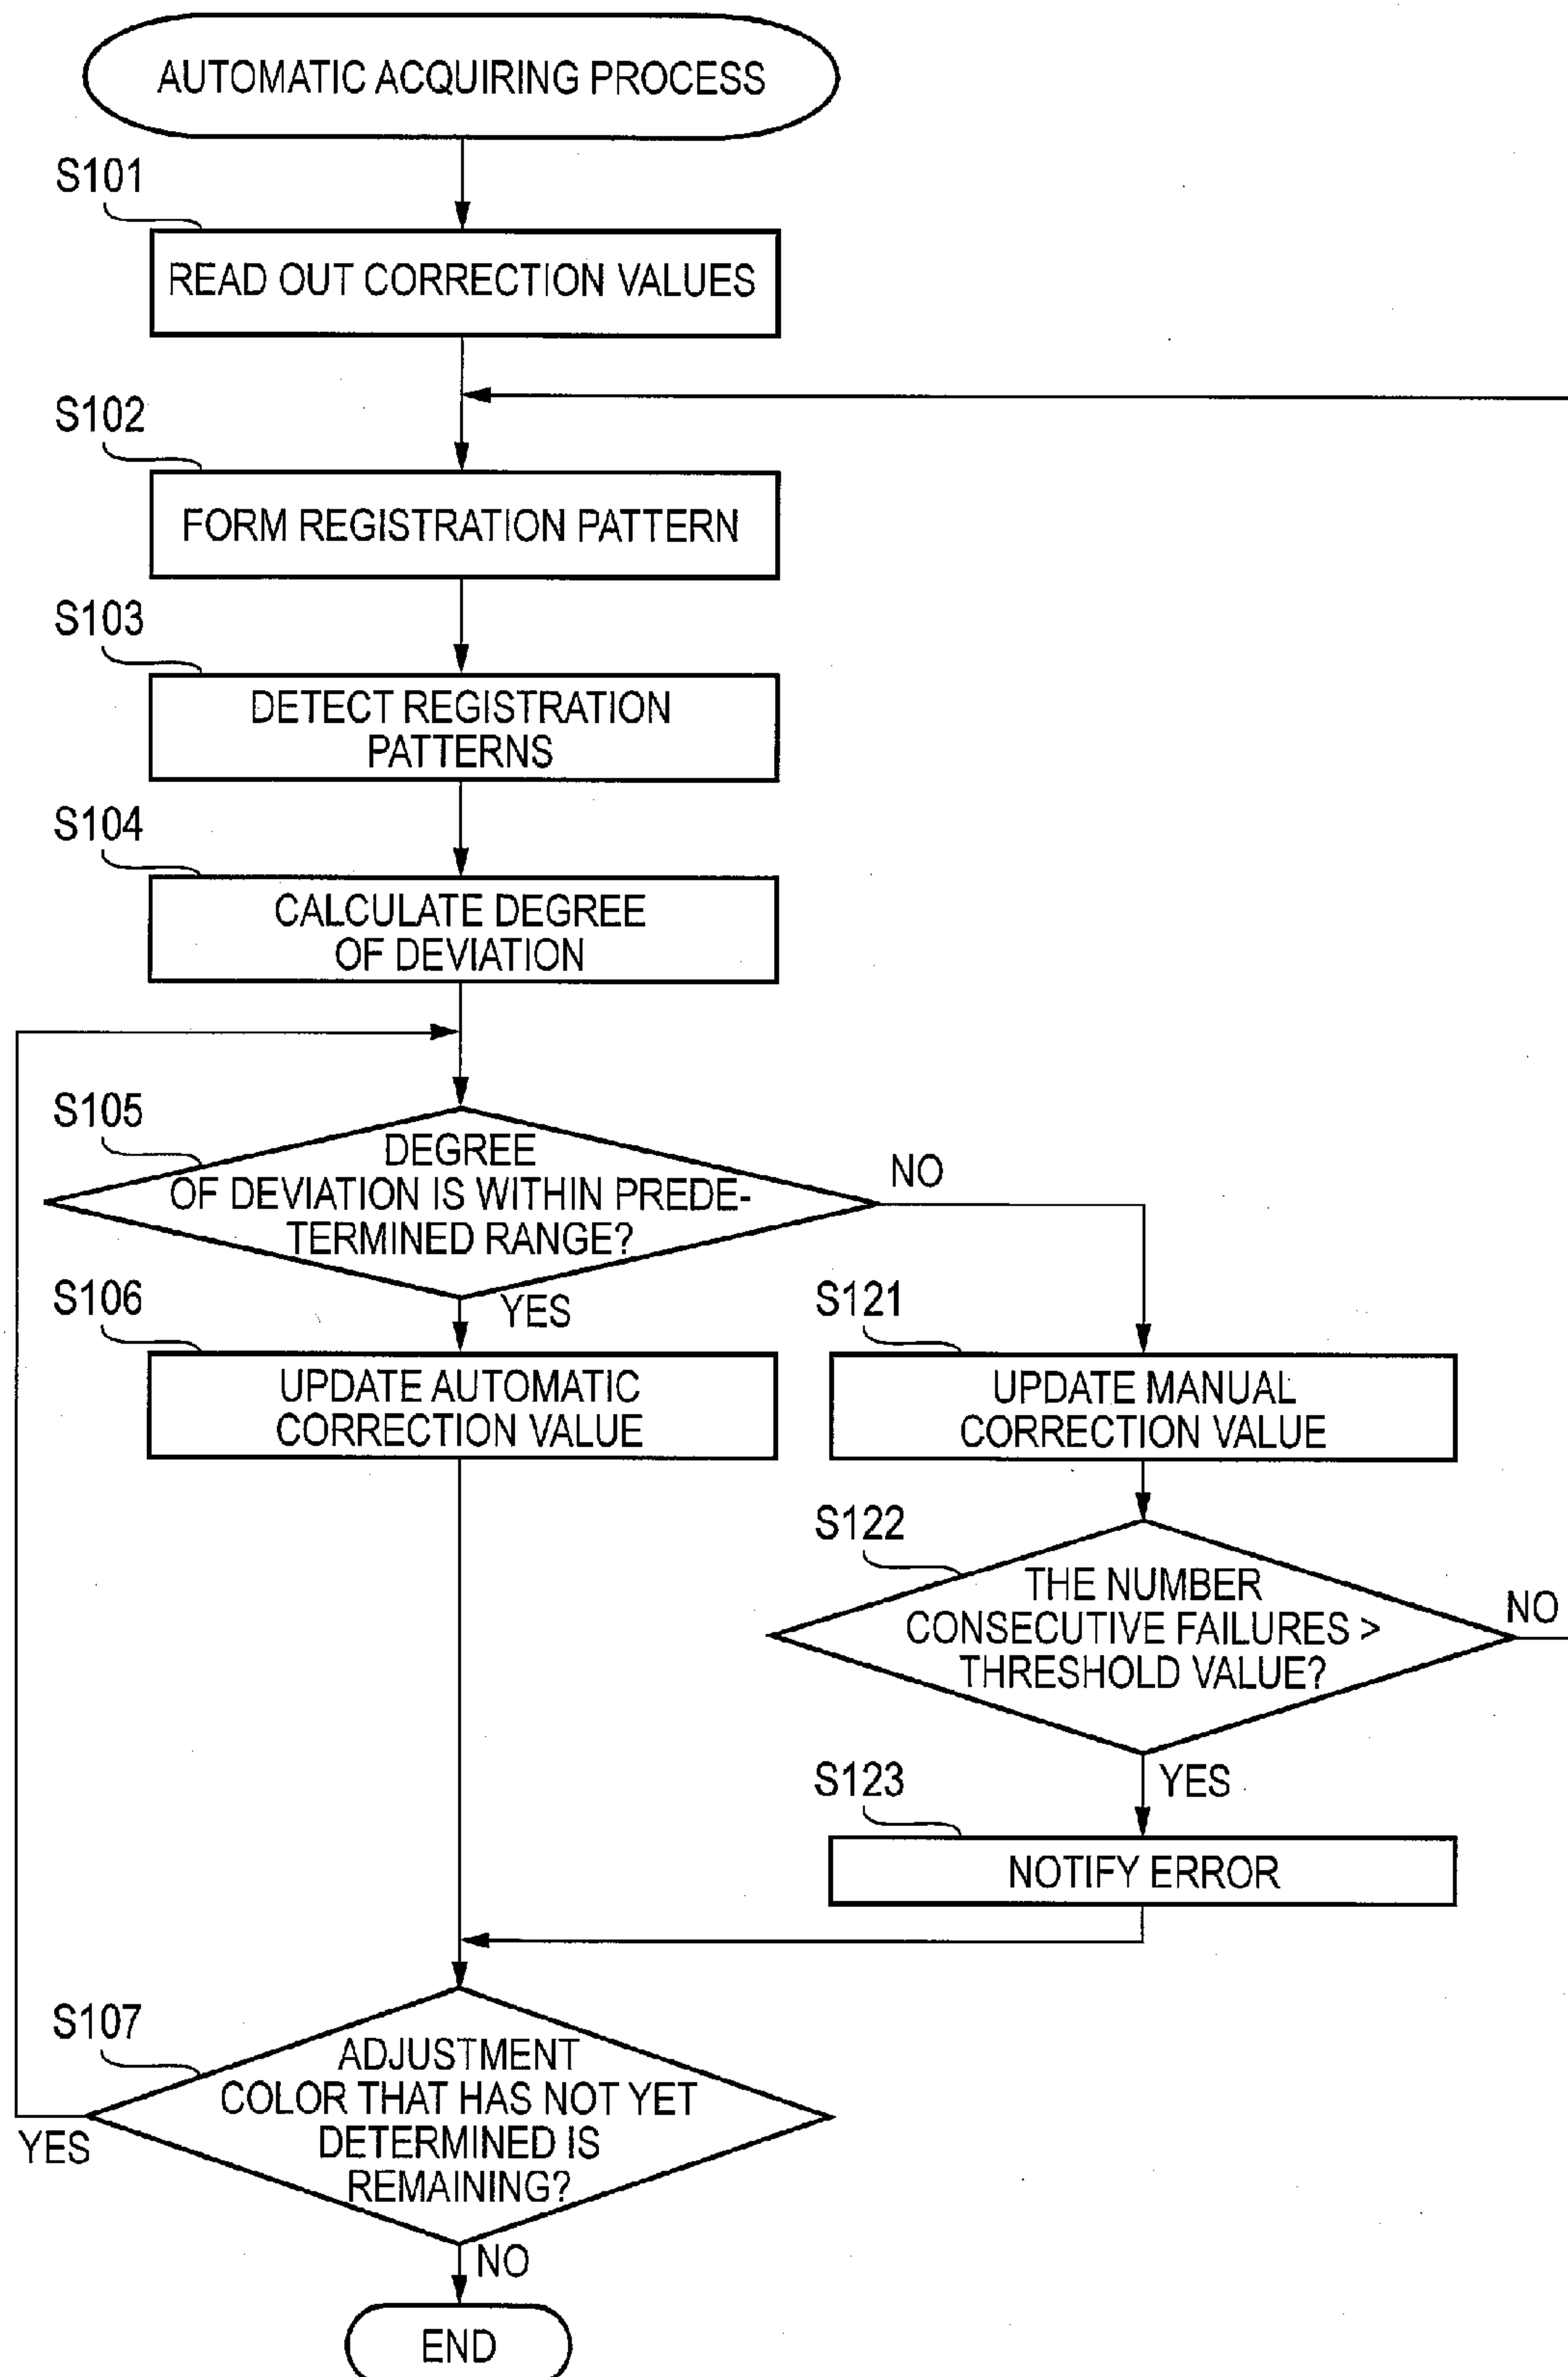 AUTOMATIC ACQUIRING PROCESS
S101
READ OUT CORRECTION VALUES
S102
FORM REGISTRATION PATTERN
S103
DETECT REGISTRATION
PATTERNS
S104
CALCULATE DEGREE
OF DEVIATION
S105
DEGREE
OF DEVIATION IS WITHIN PREDE-
TERMINED RANGE?
NO
YES
S106
UPDATE AUTOMATIC
CORRECTION VALUE
S121
UPDATE MANUAL
CORRECTION VALUE
S122
THE NUMBER
CONSECUTIVE FAILURES >
THRESHOLD VALUE?
NO
YES
S123
NOTIFY ERROR
S107
ADJUSTMENT
COLOR THAT HAS NOT YET
DETERMINED IS
REMAINING?
YES
NO
END